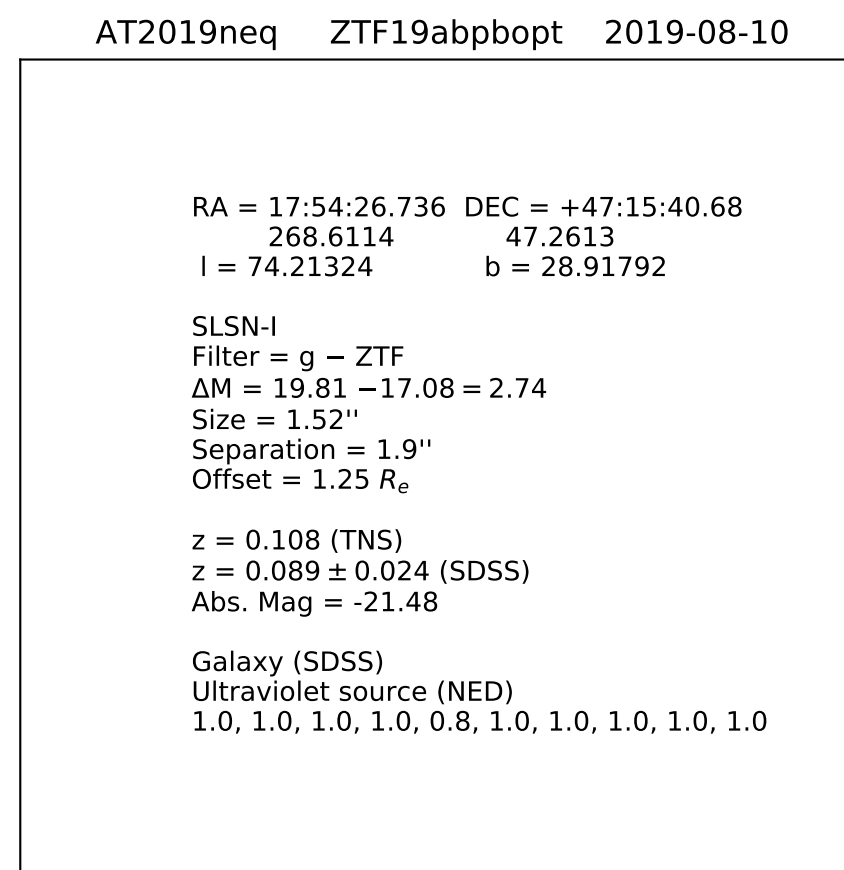 AT2019neq ZTF19abpbopt 2019-08-10
RA = 17:54:26.736 DEC = +47:15:40.68
268.6114 47.2613
l = 74.21324 b = 28.91792
SLSN-I
Filter = g − ZTF
ΔM = 19.81 −17.08 = 2.74
Size = 1.52''
Separation = 1.9''
Offset = 1.25 Re
z = 0.108 (TNS)
z = 0.089 ± 0.024 (SDSS)
Abs. Mag = -21.48
Galaxy (SDSS)
Ultraviolet source (NED)
1.0, 1.0, 1.0, 1.0, 0.8, 1.0, 1.0, 1.0, 1.0, 1.0